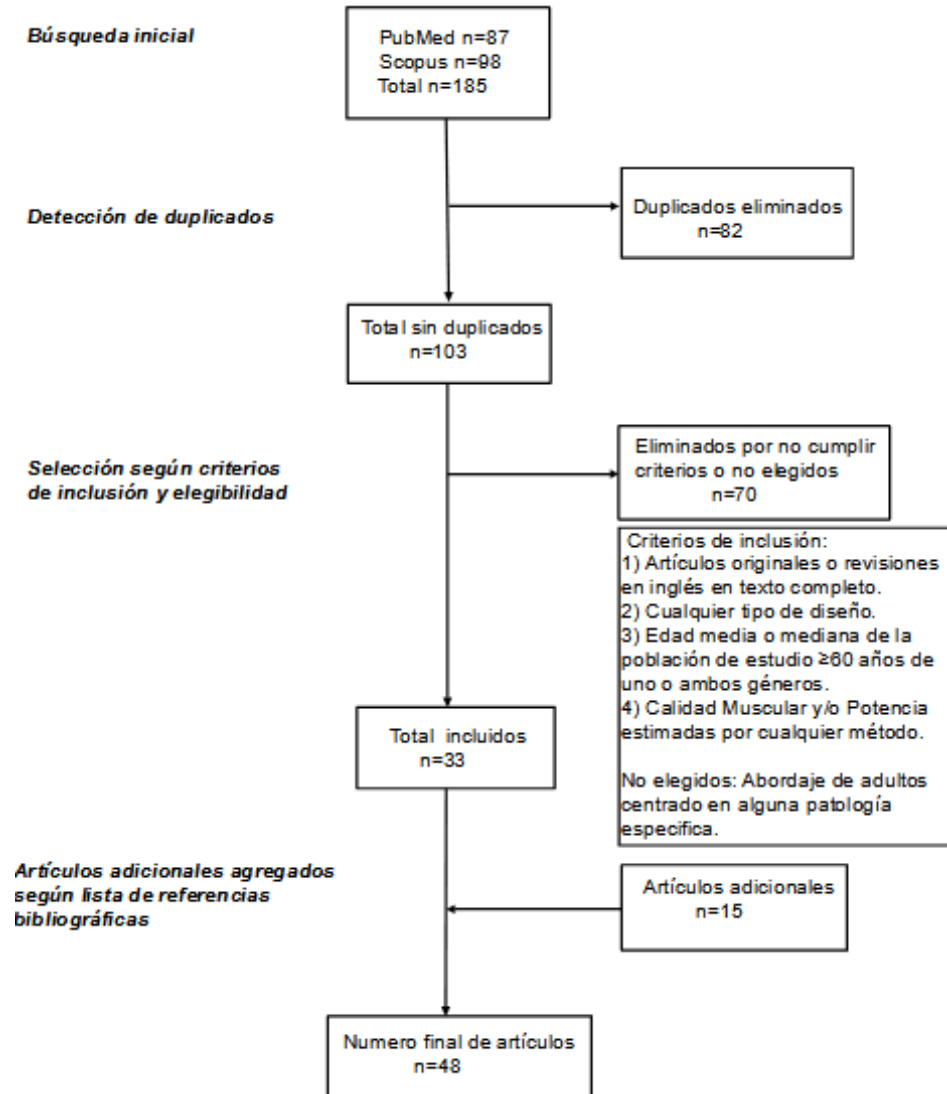 Búsqueda inicial
PubMed n=87
Scopus n=98
Total n=185
Detección de duplicados
Duplicados eliminados
n=82
Total sin duplicados
n=103
Selección según criterios
de inclusión y elegibilidad
Eliminados por no cumplir
criterios o no elegidos
n=70
Criterios de inclusión:
1) Artículos originales o revisiones
en inglés en texto completo.
2) Cualquier tipo de diseño.
3) Edad media o mediana de la
población de estudio ≥60 años de
uno o ambos géneros.
4) Calidad Muscular y/o Potencia
estimadas por cualquier método.
No elegidos: Abordaje de adultos
centrado en alguna patología
especifica.
Total incluidos
n=33
Artículos adicionales agregados
según lista de referencias
bibliográficas
Artículos adicionales
n=15
Numero final de artículos
n=48